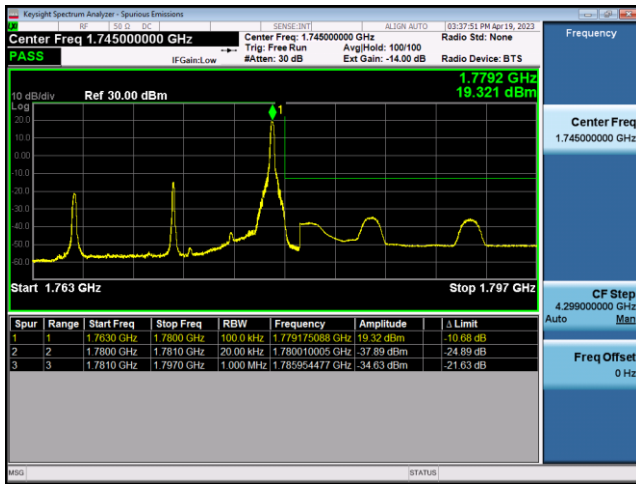 Keysight Spectrum Analyzer - Spurious Emissions
RF 50 Ω DC SENSE:INT ALIGN AUTO 03:37:51 PM Apr 19, 2023
Center Freq 1.745000000 GHz
Center Freq: 1.745000000 GHz Radio Std: None
Trig: Free Run Avg|Hold: 100/100
PASS IFGain:Low #Atten: 30 dB Ext Gain: -14.00 dB Radio Device: BTS
1.7792 GHz
19.321 dBm
10 dB/div Ref 30.00 dBm
Log
1
20.0
10.0
0.00
-10.0
-20.0
-30.0
-40.0
-50.0
-60.0
Start 1.763 GHz Stop 1.797 GHz
Spur Range Start Freq Stop Freq RBW Frequency Amplitude Δ Limit
1 1 1.7630 GHz 1.7800 GHz 100.0 kHz 1.779175088 GHz 19.32 dBm -10.68 dB
2 2 1.7800 GHz 1.7810 GHz 20.00 kHz 1.780010005 GHz -37.89 dBm -24.89 dB
3 3 1.7810 GHz 1.7970 GHz 1.000 MHz 1.785954477 GHz -34.63 dBm -21.63 dB
Frequency
Center Freq
1.745000000 GHz
CF Step
4.299000000 GHz
Auto Man
Freq Offset
0 Hz
MSG STATUS